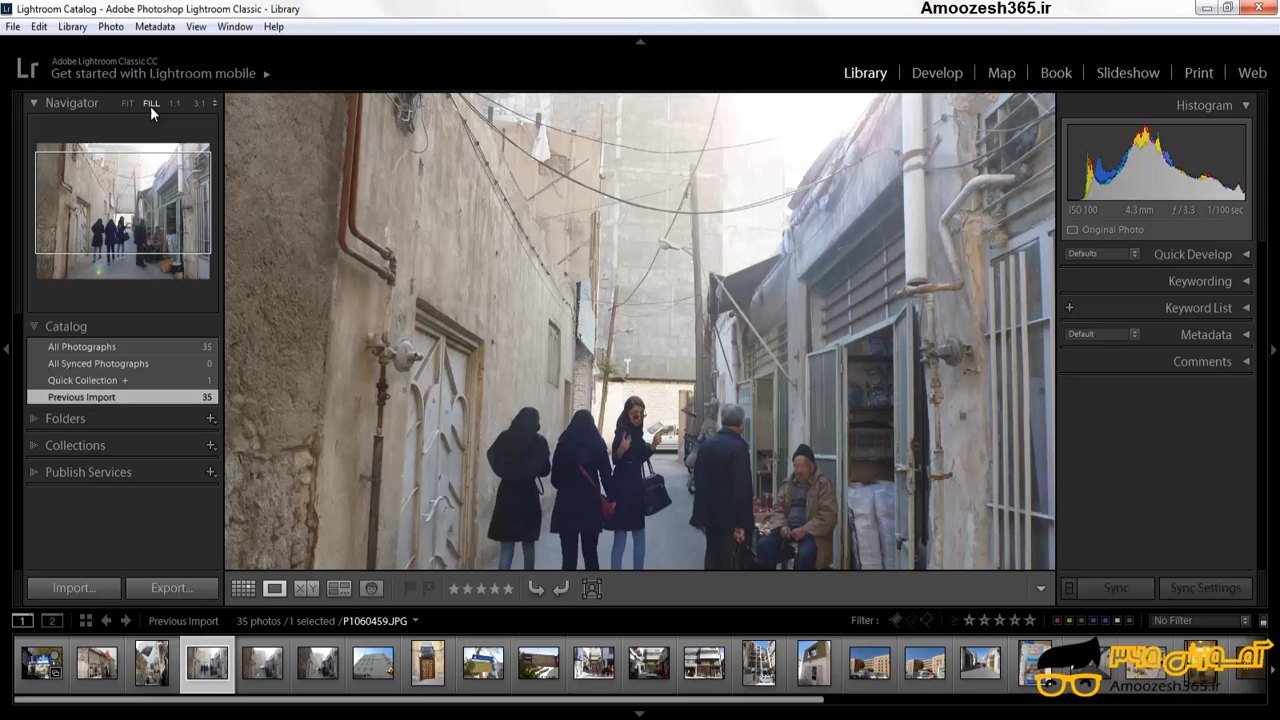 Lightroom Catalog - Adobe Photoshop Lightroom Classic - Library
Amoozesh365.ir
File Edit Library Photo Metadata View Window Help
Lr
Adobe Lightroom Classic CC
Get started with Lightroom mobile
Library | Develop | Map | Book | Slideshow | Print | Web
Navigator FIT FILL 1:1 3:1
Histogram
ISO 100 4.3 mm ƒ / 3.3 1/100 sec
Original Photo
Defaults Quick Develop
Keywording
Keyword List
Default Metadata
Comments
Catalog
All Photographs 35
All Synced Photographs 0
Quick Collection + 1
Previous Import 35
Folders
Collections
Publish Services
Import... Export...
Sync Sync Settings
1 2 Previous Import 35 photos / 1 selected / P1060459.JPG Filter : No Filter
آموزش ۳۶۵
Amoozesh365.ir